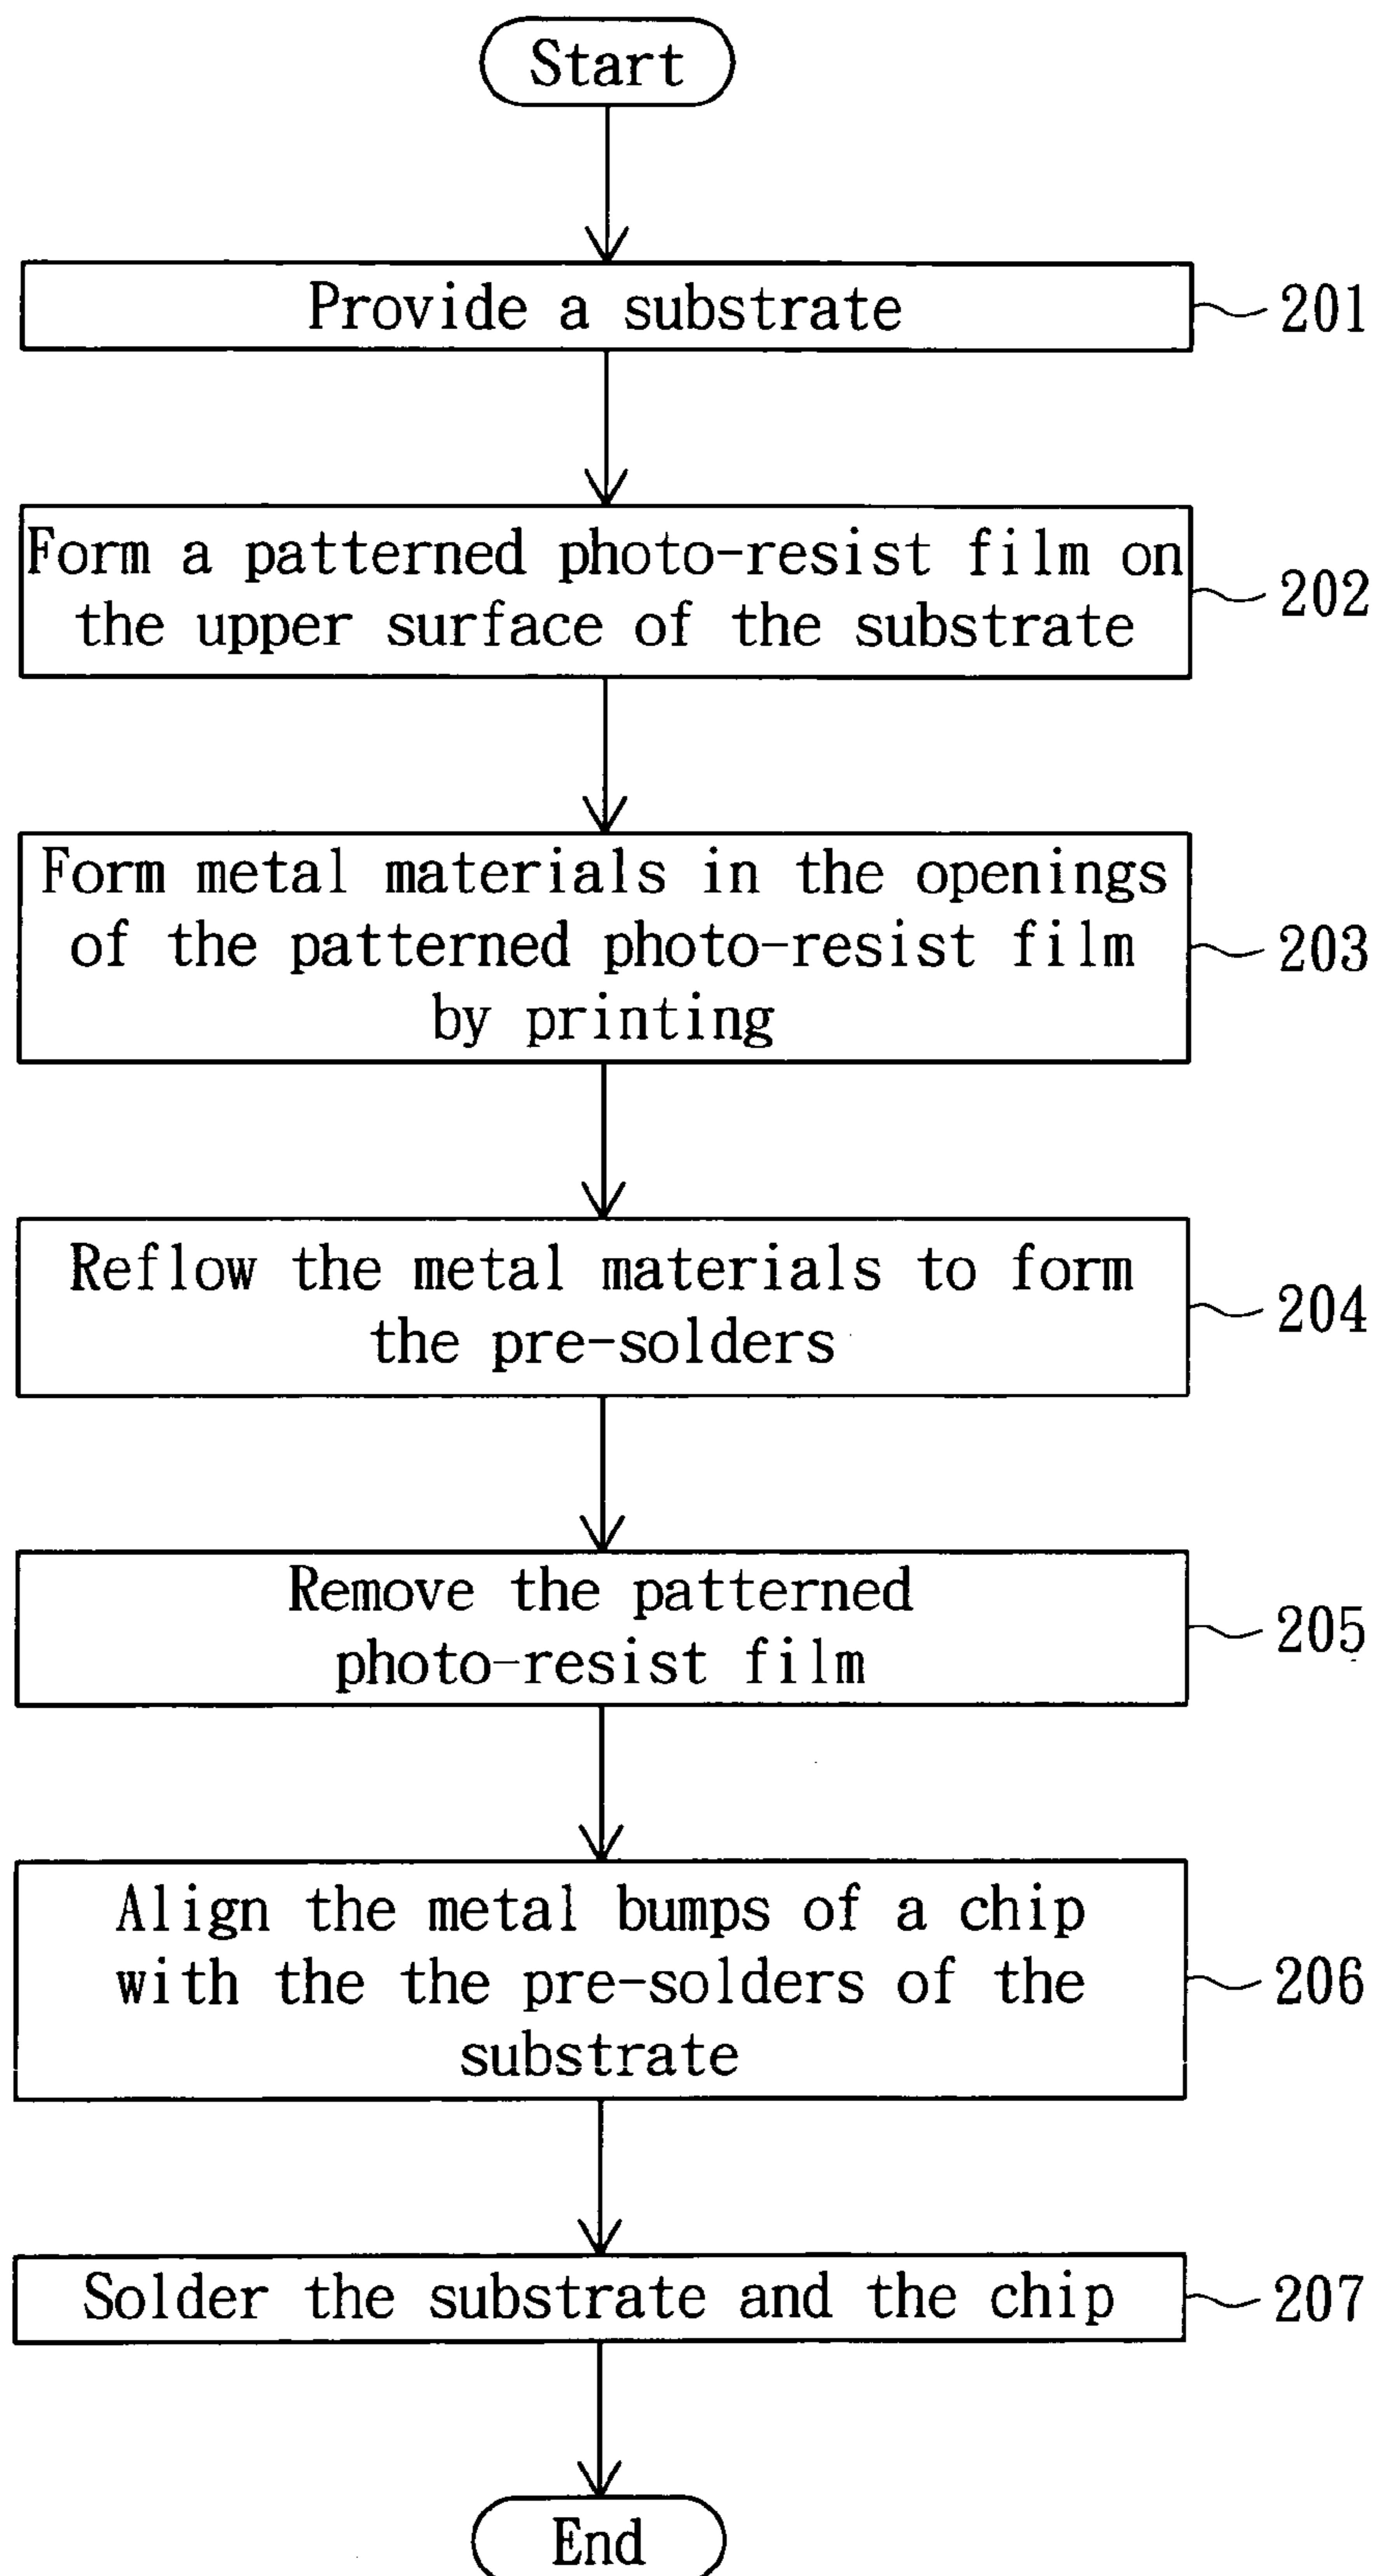 Start
Provide a substrate
201
Form a patterned photo-resist film on
the upper surface of the substrate
202
Form metal materials in the openings
of the patterned photo-resist film
by printing
203
Reflow the metal materials to form
the pre-solders
204
Remove the patterned
photo-resist film
205
Align the metal bumps of a chip
with the the pre-solders of the
substrate
206
Solder the substrate and the chip
207
End